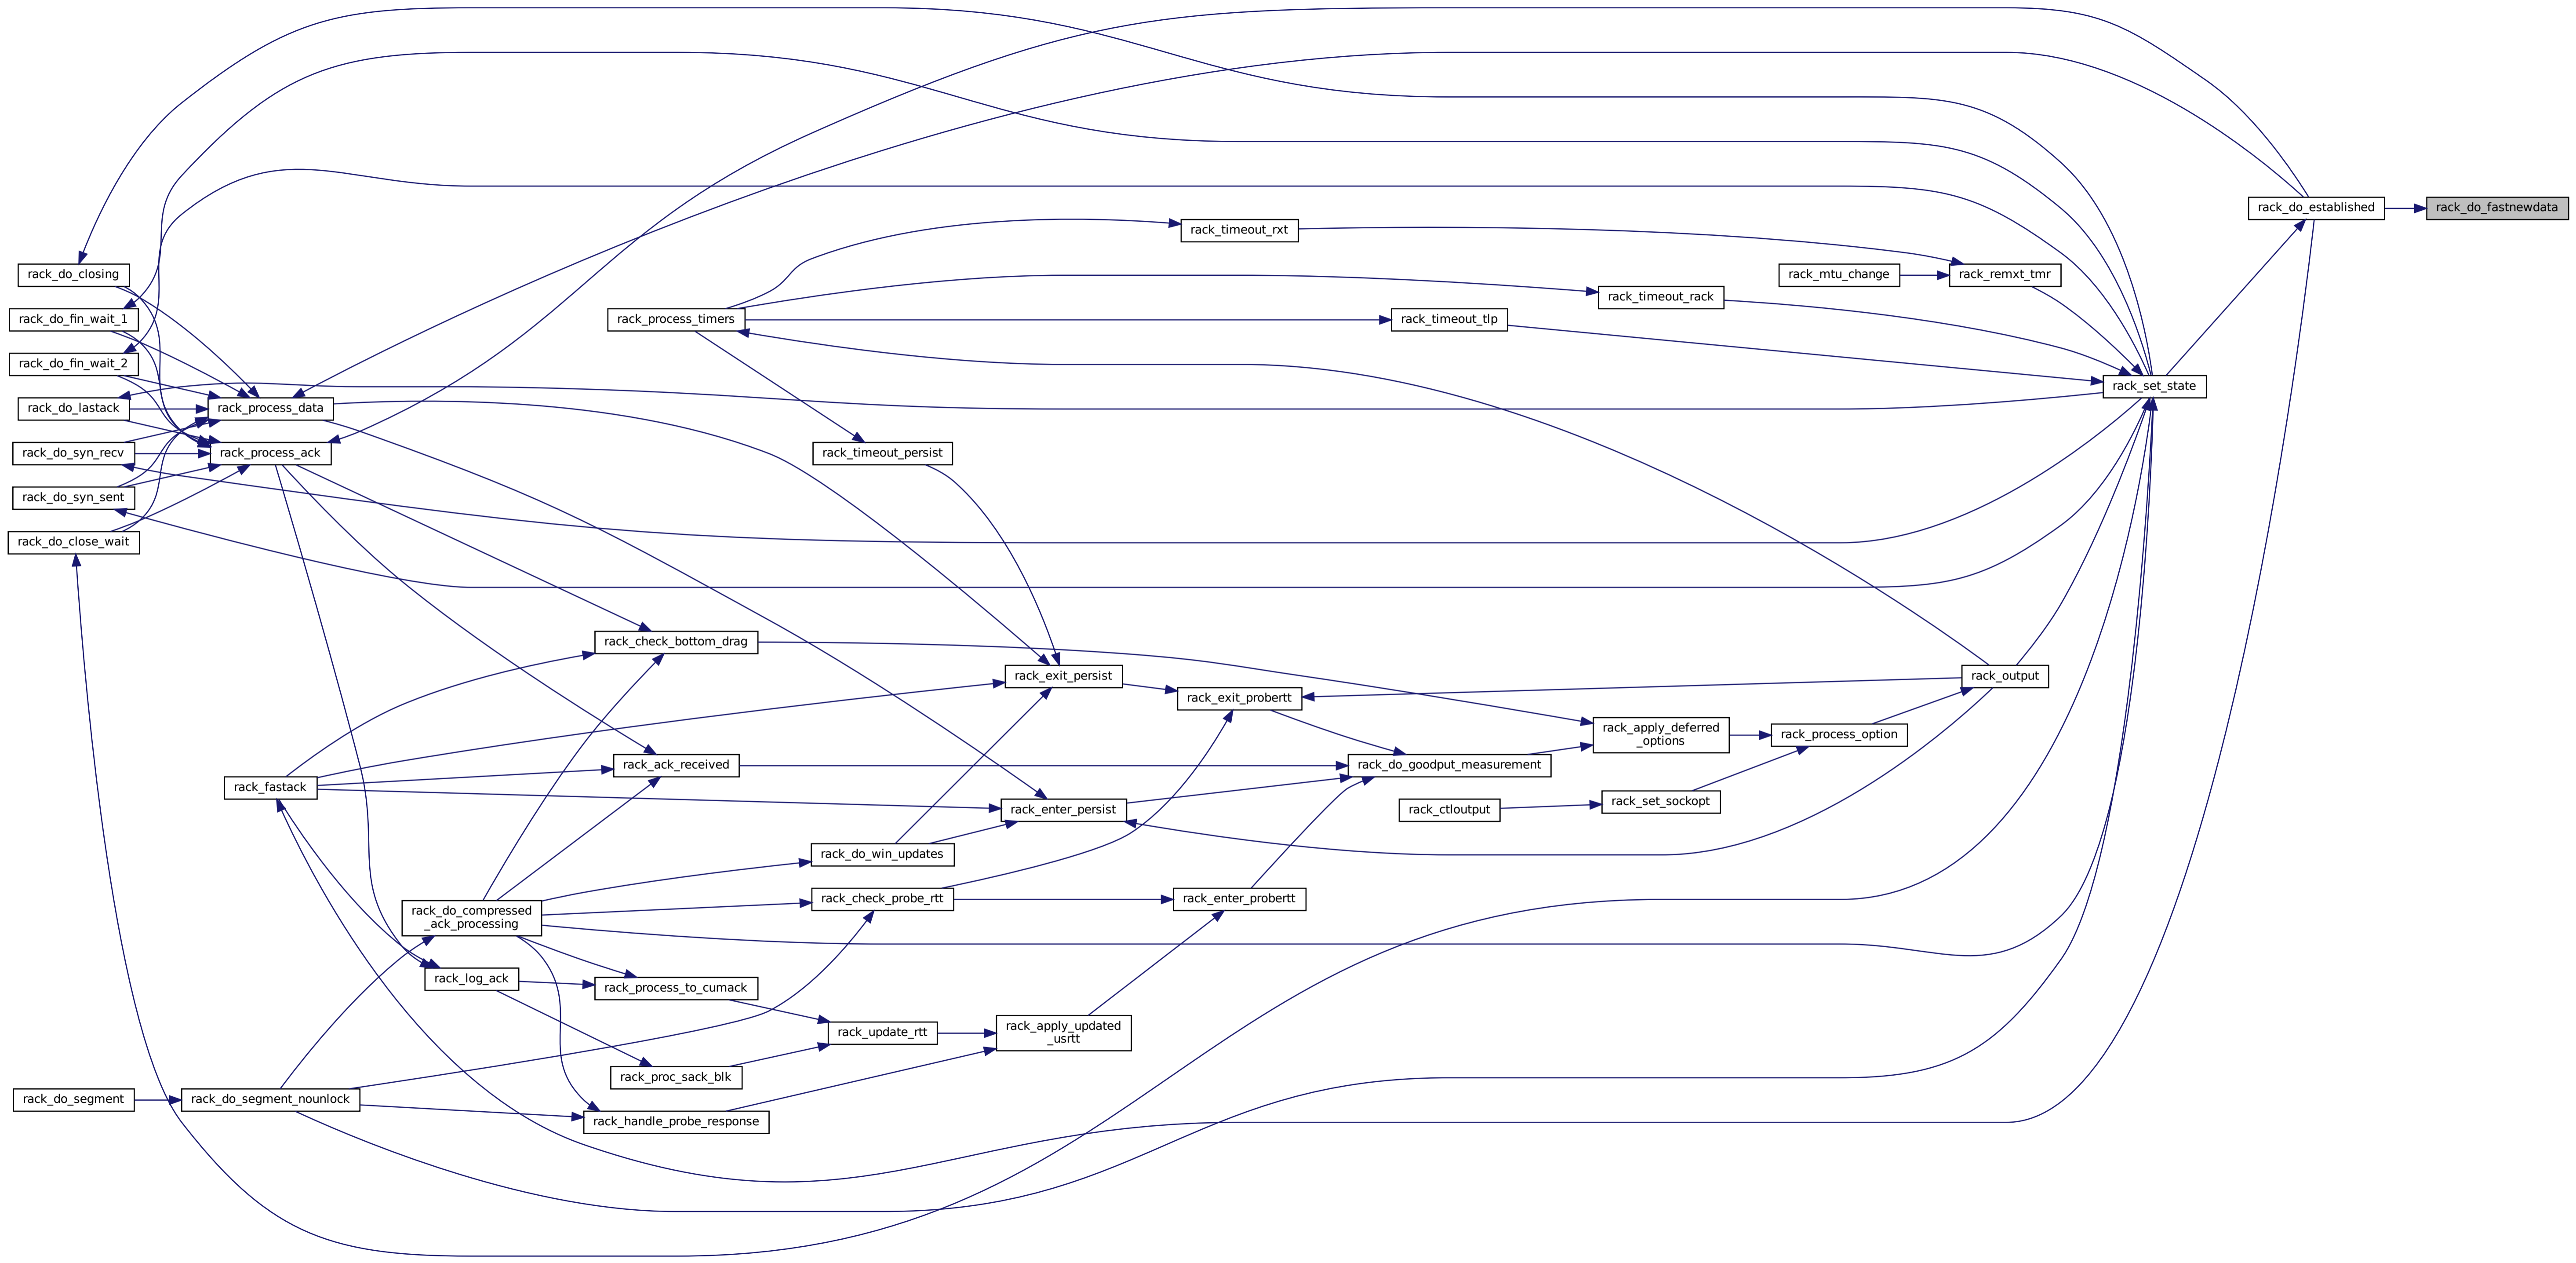 rack_do_established
rack_do_fastnewdata
rack_timeout_rxt
rack_do_closing
rack_mtu_change
rack_remxt_tmr
rack_timeout_rack
rack_do_fin_wait_1
rack_process_timers
rack_timeout_tlp
rack_do_fin_wait_2
rack_set_state
rack_do_lastack
rack_process_data
rack_do_syn_recv
rack_process_ack
rack_timeout_persist
rack_do_syn_sent
rack_do_close_wait
rack_check_bottom_drag
rack_exit_persist
rack_output
rack_exit_probertt
rack_apply_deferred
_options
rack_process_option
rack_ack_received
rack_do_goodput_measurement
rack_fastack
rack_enter_persist
rack_ctloutput
rack_set_sockopt
rack_do_win_updates
rack_check_probe_rtt
rack_enter_probertt
rack_do_compressed
_ack_processing
rack_log_ack
rack_process_to_cumack
rack_update_rtt
rack_apply_updated
_usrtt
rack_proc_sack_blk
rack_do_segment
rack_do_segment_nounlock
rack_handle_probe_response